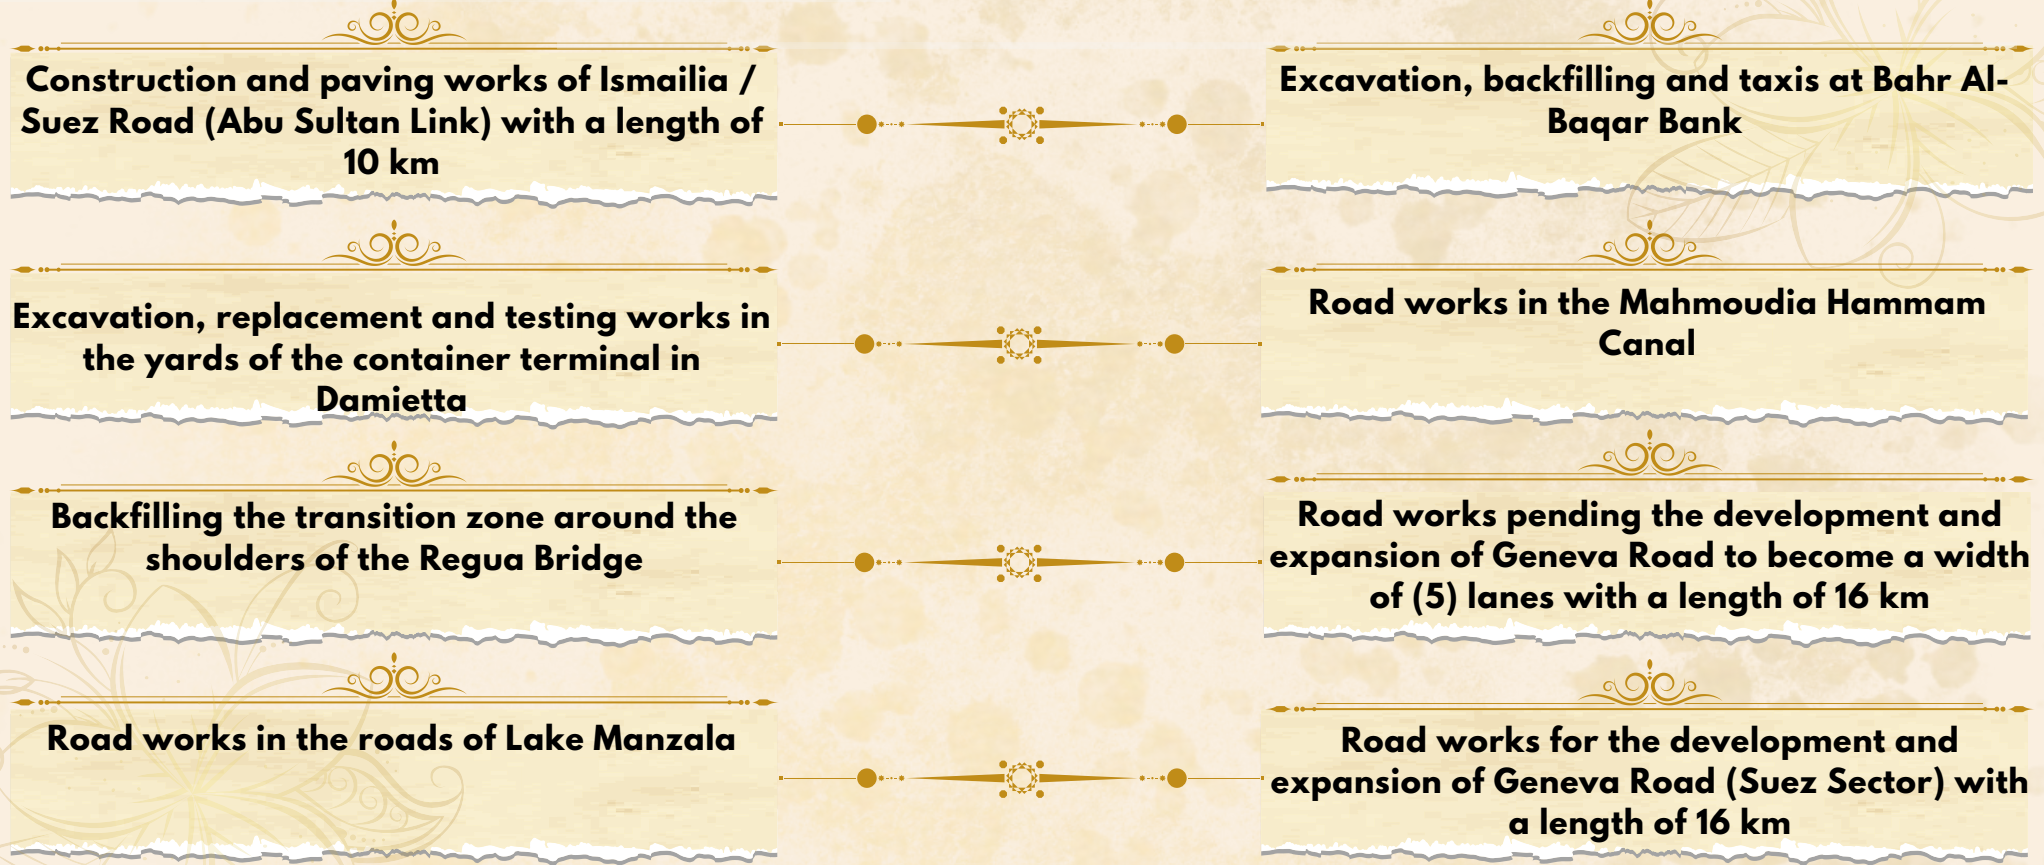 Construction and paving works of Ismailia /
Suez Road (Abu Sultan Link) with a length of
10 km
Excavation, backfilling and taxis at Bahr Al-
Baqar Bank
Excavation, replacement and testing works in
the yards of the container terminal in
Damietta
Road works in the Mahmoudia Hammam
Canal
Backfilling the transition zone around the
shoulders of the Regua Bridge
Road works pending the development and
expansion of Geneva Road to become a width
of (5) lanes with a length of 16 km
Road works in the roads of Lake Manzala
Road works for the development and
expansion of Geneva Road (Suez Sector) with
a length of 16 km